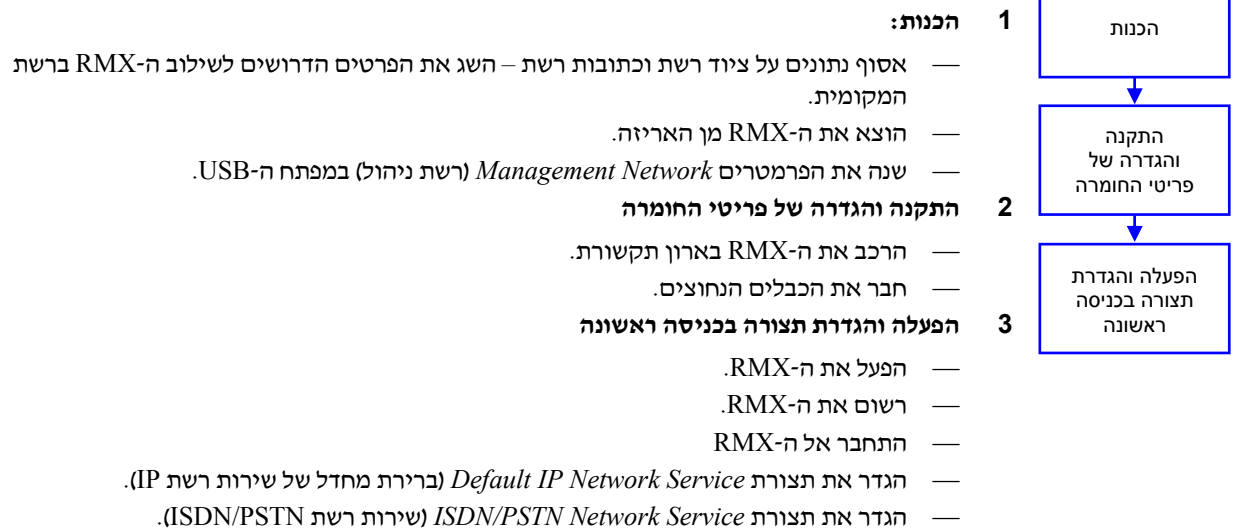 הכנות
התקנה
והגדרה של
פריטי החומרה
הפעלה והגדרת
תצורה בכניסה
ראשונה
1 הכנות:
— אסוף נתונים על ציוד רשת וכתובות רשת – השג את הפרטים הדרושים לשילוב ה-RMX ברשת
המקומית.
— הוצא את ה-RMX מן האריזה.
— שנה את הפרמטרים Management Network (רשת ניהול) במפתח ה-USB.
2 התקנה והגדרה של פריטי החומרה
— הרכב את ה-RMX בארון תקשורת.
— חבר את הכבלים הנחוצים.
3 הפעלה והגדרת תצורה בכניסה ראשונה
— הפעל את ה-RMX.
— רשום את ה-RMX.
— התחבר אל ה-RMX
— הגדר את תצורת Default IP Network Service (ברירת מחדל של שירות רשת IP).
— הגדר את תצורת ISDN/PSTN Network Service (שירות רשת ISDN/PSTN).